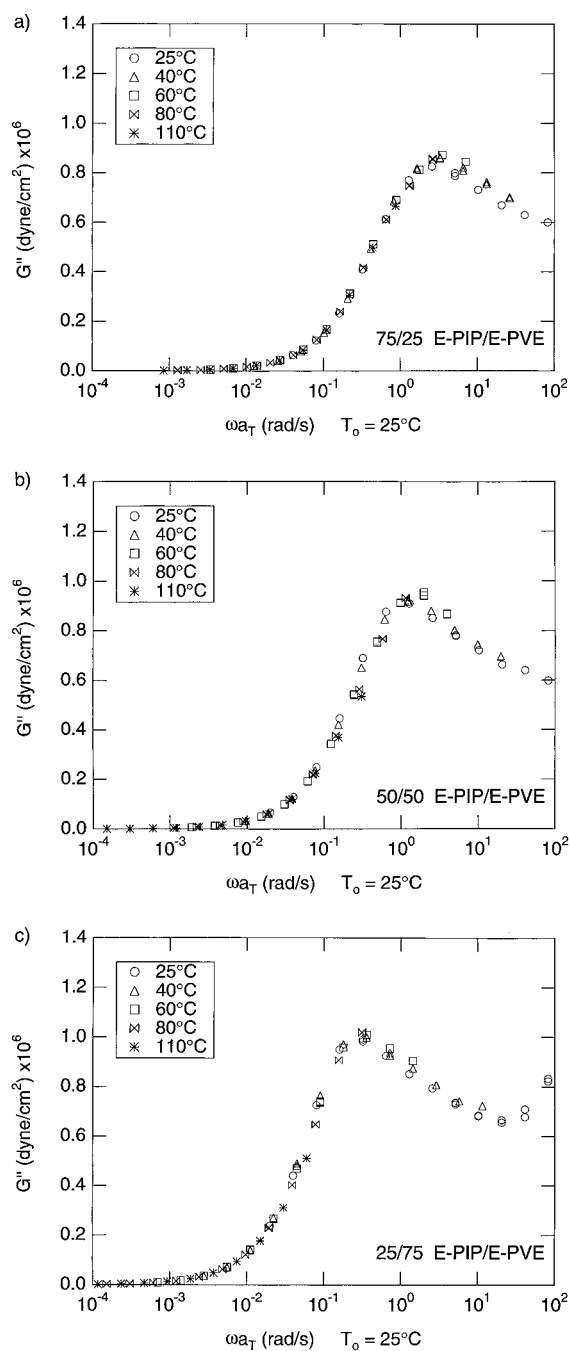 a)
1.4
1.2
1.0
0.8
0.6
0.4
0.2
0.0
G" (dyne/cm²) x10⁶
25°C
40°C
60°C
80°C
110°C
75/25 E-PIP/E-PVE
10⁻⁴ 10⁻³ 10⁻² 10⁻¹ 10⁰ 10¹ 10²
ωa_T (rad/s) T_o = 25°C
b)
1.4
1.2
1.0
0.8
0.6
0.4
0.2
0.0
G" (dyne/cm²) x10⁶
25°C
40°C
60°C
80°C
110°C
50/50 E-PIP/E-PVE
10⁻⁴ 10⁻³ 10⁻² 10⁻¹ 10⁰ 10¹ 10²
ωa_T (rad/s) T_o = 25°C
c)
1.4
1.2
1.0
0.8
0.6
0.4
0.2
0.0
G" (dyne/cm²) x10⁶
25°C
40°C
60°C
80°C
110°C
25/75 E-PIP/E-PVE
10⁻⁴ 10⁻³ 10⁻² 10⁻¹ 10⁰ 10¹ 10²
ωa_T (rad/s) T_o = 25°C